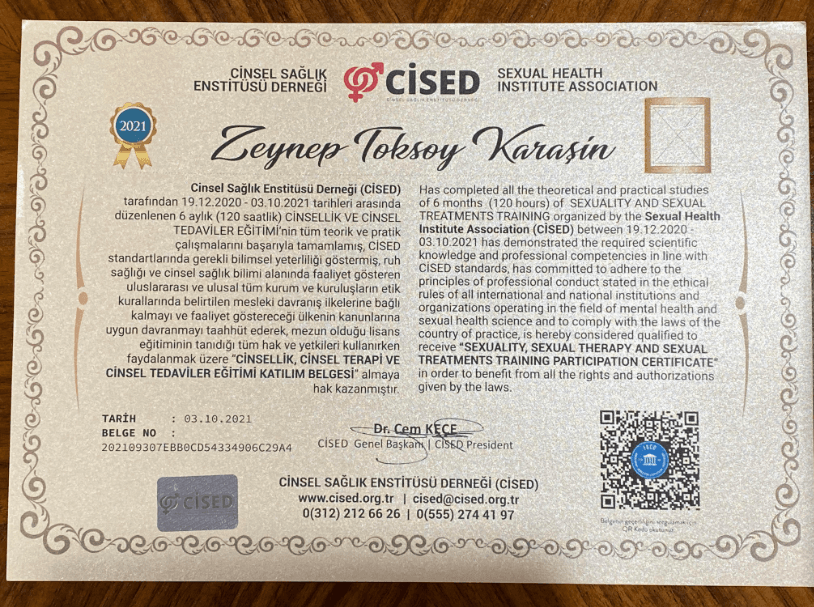 CİNSEL SAĞLIK
ENSTİTÜSÜ DERNEĞİ
CİSED
CİNSEL SAĞLIK ENSTİTÜSÜ DERNEĞİ
SEXUAL HEALTH
INSTITUTE ASSOCIATION
2021
Zeynep Toksoy Karaşin
Cinsel Sağlık Enstitüsü Derneği (CİSED)
tarafından 19.12.2020 - 03.10.2021 tarihleri arasında
düzenlenen 6 aylık (120 saatlik) CİNSELLİK VE CİNSEL
TEDAVİLER EĞİTİMİ'nin tüm teorik ve pratik
çalışmalarını başarıyla tamamlamış, CİSED
standartlarında gerekli bilimsel yeterliliği göstermiş, ruh
sağlığı ve cinsel sağlık bilimi alanında faaliyet gösteren
uluslararası ve ulusal tüm kurum ve kuruluşların etik
kurallarında belirtilen mesleki davranış ilkelerine bağlı
kalmayı ve faaliyet göstereceği ülkenin kanunlarına
uygun davranmayı taahhüt ederek, mezun olduğu lisans
eğitiminin tanıdığı tüm hak ve yetkileri kullanırken
faydalanmak üzere "CİNSELLİK, CİNSEL TERAPİ VE
CİNSEL TEDAVİLER EĞİTİMİ KATILIM BELGESİ" almaya
hak kazanmıştır.
Has completed all the theoretical and practical studies
of 6 months (120 hours) of SEXUALITY AND SEXUAL
TREATMENTS TRAINING organized by the Sexual Health
Institute Association (CİSED) between 19.12.2020 -
03.10.2021 has demonstrated the required scientific
knowledge and professional competencies in line with
CİSED standards, has committed to adhere to the
principles of professional conduct stated in the ethical
rules of all international and national institutions and
organizations operating in the field of mental health and
sexual health science and to comply with the laws of the
country of practice, is hereby considered qualified to
receive "SEXUALITY, SEXUAL THERAPY AND SEXUAL
TREATMENTS TRAINING PARTICIPATION CERTIFICATE"
in order to benefit from all the rights and authorizations
given by the laws.
TARİH : 03.10.2021
BELGE NO :
202109307EBB0CD54334906C29A4
Dr. Cem KEÇE
CİSED Genel Başkanı | CİSED President
CİSED
CİNSEL SAĞLIK ENSTİTÜSÜ DERNEĞİ (CİSED)
www.cised.org.tr | cised@cised.org.tr
0(312) 212 66 26 | 0(555) 274 41 97
Belgenin geçerliliğini sorgulamak için
QR Kodu okutunuz